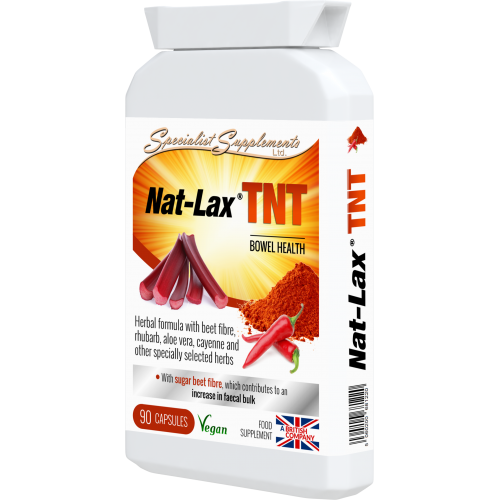 Specialist Supplements
Ltd.
Nat-Lax® TNT
BOWEL HEALTH
Herbal formula with beet fibre,
rhubarb, aloe vera, cayenne and
other specially selected herbs
• With sugar beet fibre, which contributes to an
increase in faecal bulk
90 CAPSULES
Vegan
FOOD
SUPPLEMENT
A BRITISH
COMPANY
Nat-Lax® TNT